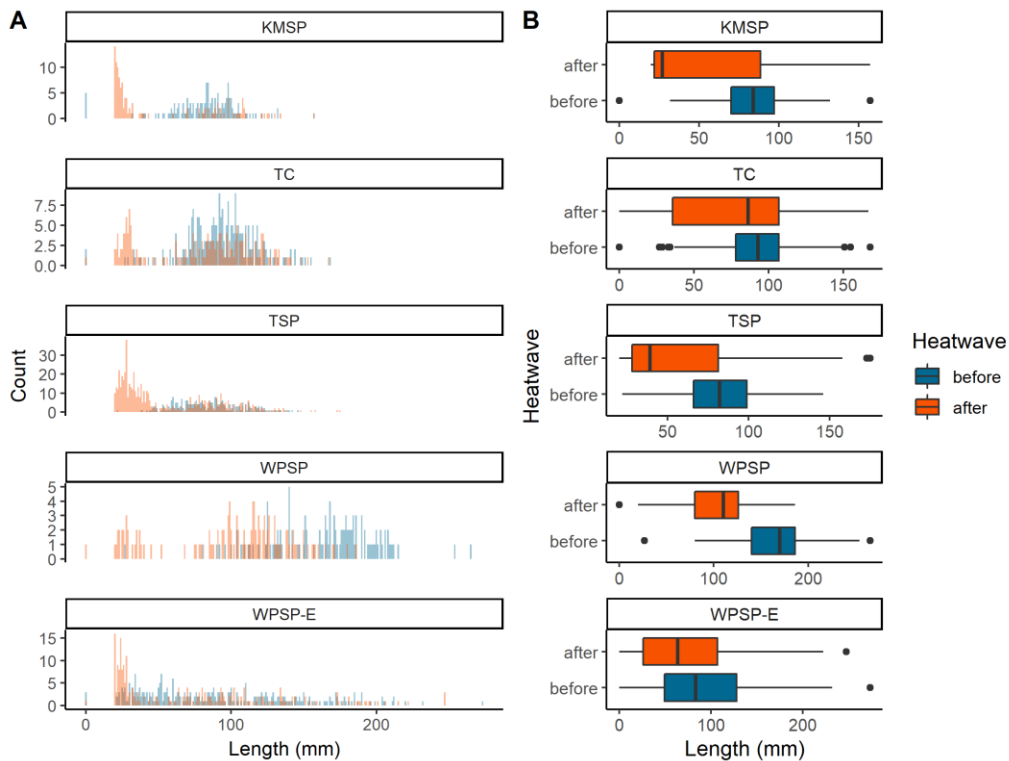 A
KMSP
10
5
0
TC
7.5
5.0
2.5
0.0
TSP
30
20
10
0
WPSP
5
4
3
2
1
0
WPSP-E
15
10
5
0
0 100 200
Count
Length (mm)
B
KMSP
after
before
0 50 100 150
TC
after
before
0 50 100 150
TSP
after
before
50 100 150
WPSP
after
before
0 100 200
WPSP-E
after
before
0 100 200
Heatwave
Length (mm)
Heatwave
before
after